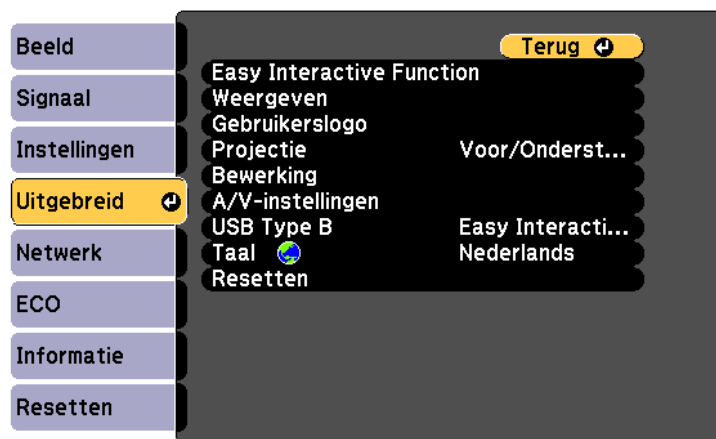 Beeld
Signaal
Instellingen
Uitgebreid
Netwerk
ECO
Informatie
Resetten
Terug
Easy Interactive Function
Weergeven
Gebruikerslogo
Projectie Voor/Onderst...
Bewerking
A/V-instellingen
USB Type B Easy Interacti...
Taal Nederlands
Resetten